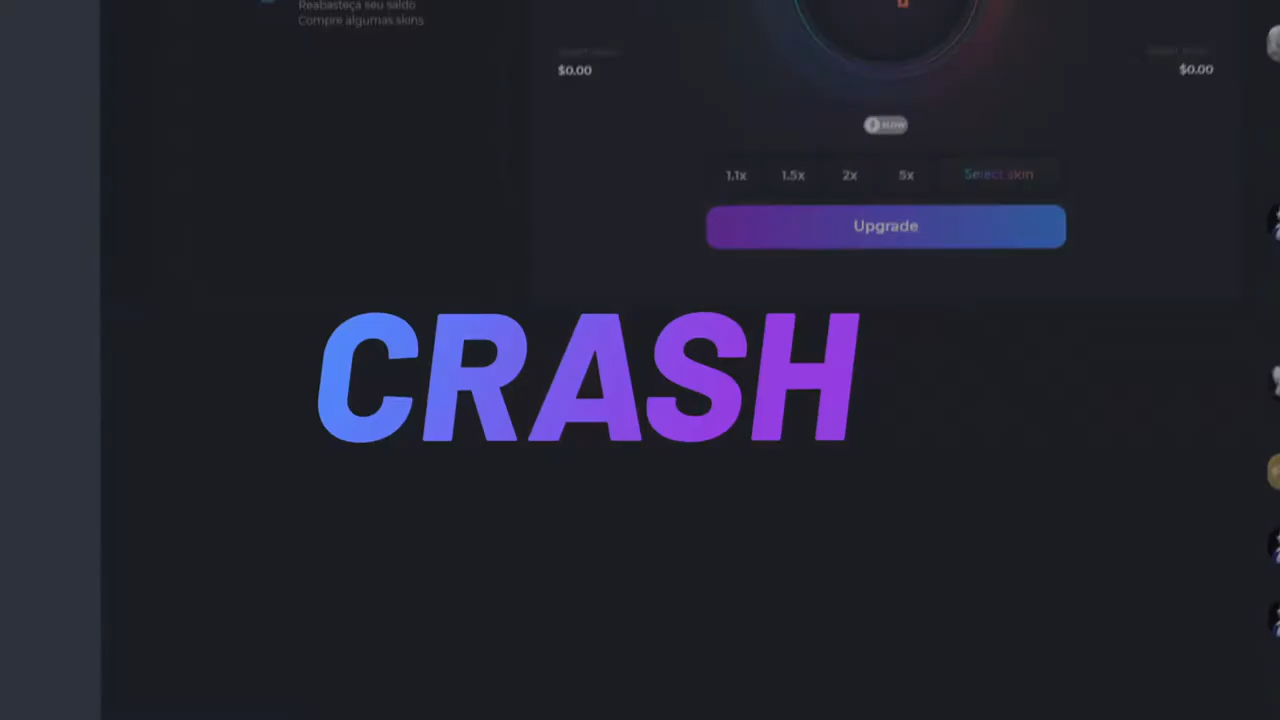 Reabasteça seu saldo
Compre algumas skins
$0.00
$0.00
SLOW
1.1x 1.5x 2x 5x Select skin
Upgrade
CRASH